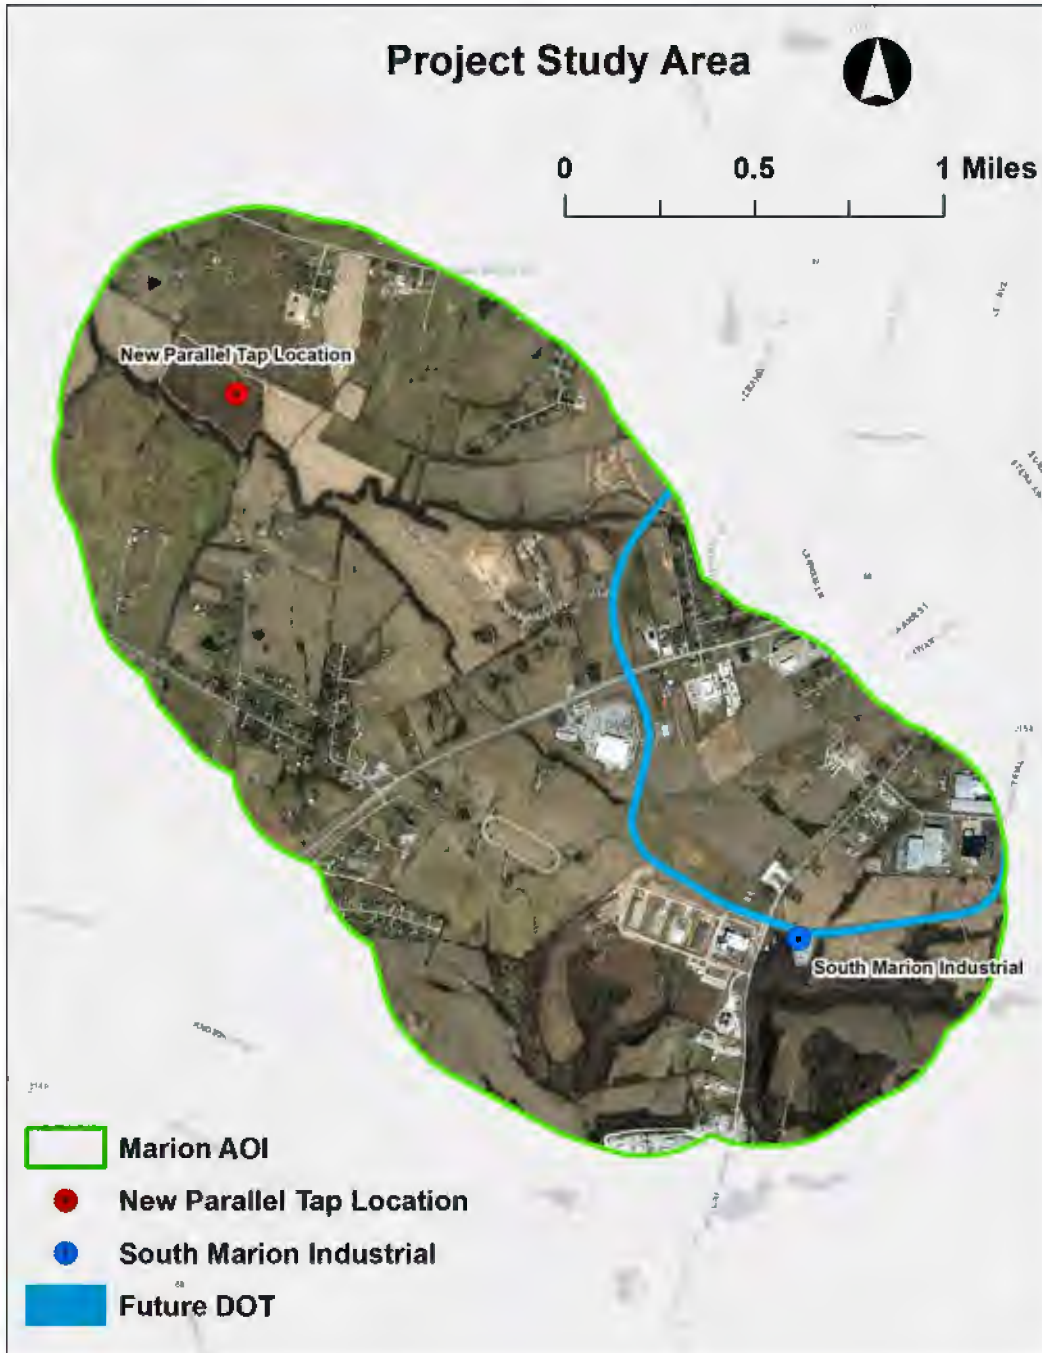 Project Study Area
0 0.5 1 Miles
New Parallel Tap Location
South Marion Industrial
Marion AOI
New Parallel Tap Location
South Marion Industrial
Future DOT